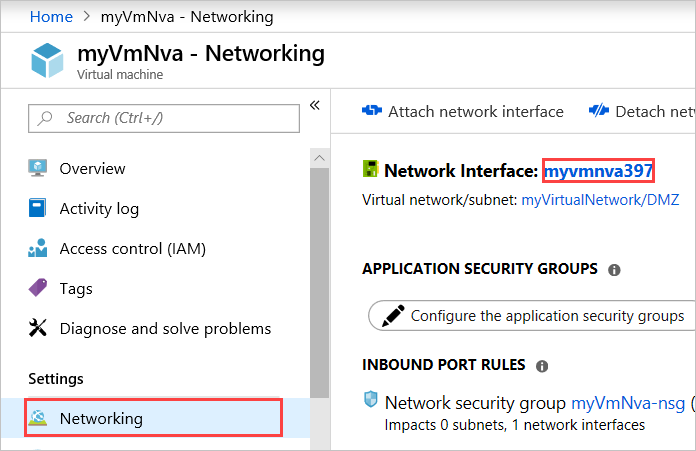 Home > myVmNva - Networking
myVmNva - Networking
Virtual machine
Search (Ctrl+/)
«
Overview
Activity log
Access control (IAM)
Tags
Diagnose and solve problems
Settings
Networking
Attach network interface Detach net
Network Interface: myvmnva397
Virtual network/subnet: myVirtualNetwork/DMZ
APPLICATION SECURITY GROUPS
Configure the application security groups
INBOUND PORT RULES
Network security group myVmNva-nsg (
Impacts 0 subnets, 1 network interfaces